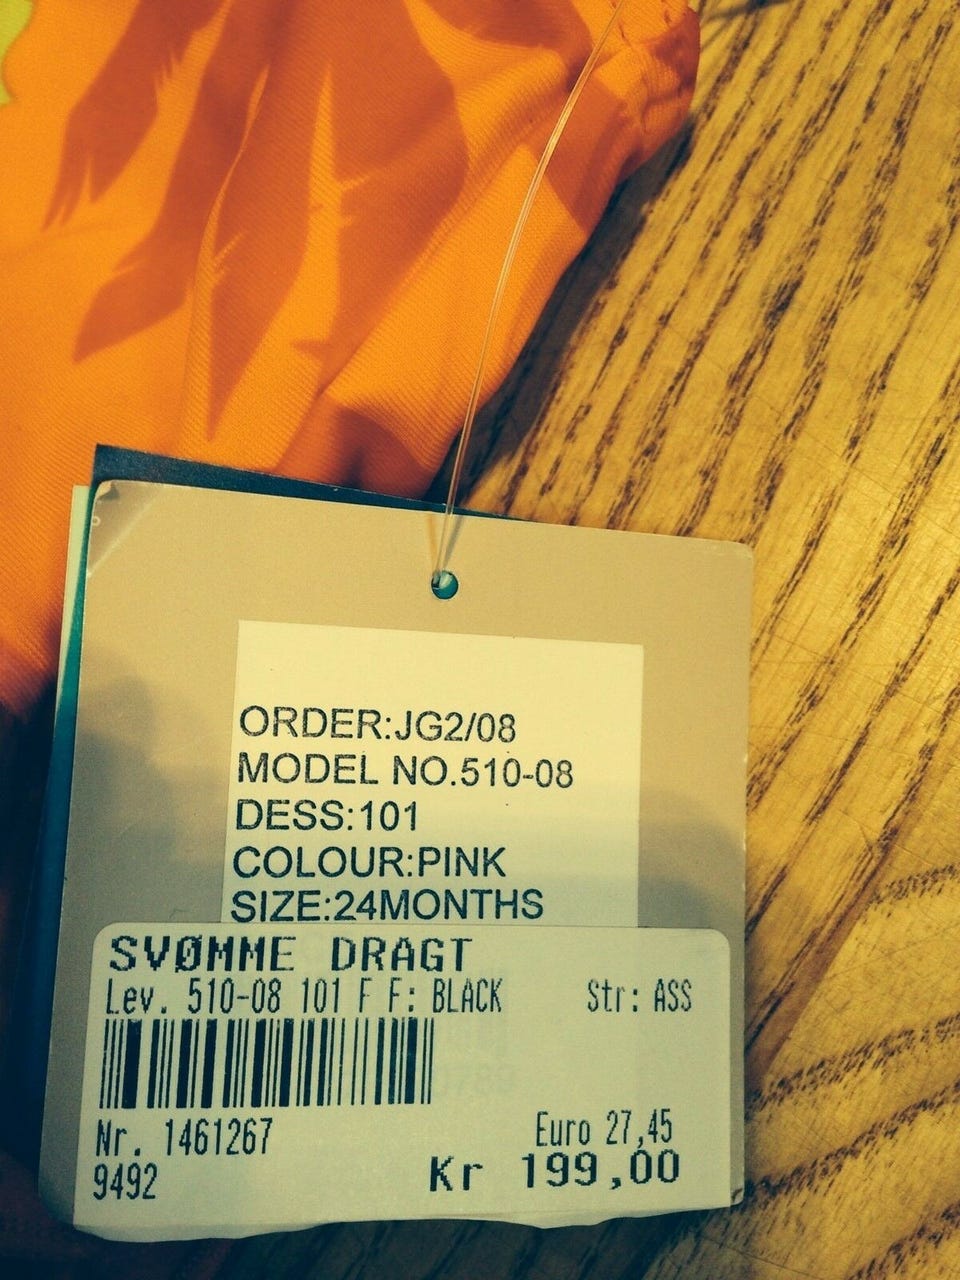 ORDER:JG2/08
MODEL NO.510-08
DESS:101
COLOUR:PINK
SIZE:24MONTHS
SVØMME DRAGT
Lev. 510-08 101 F F: BLACK Str: ASS
Nr. 1461267 Euro 27,45
9492 Kr 199,00